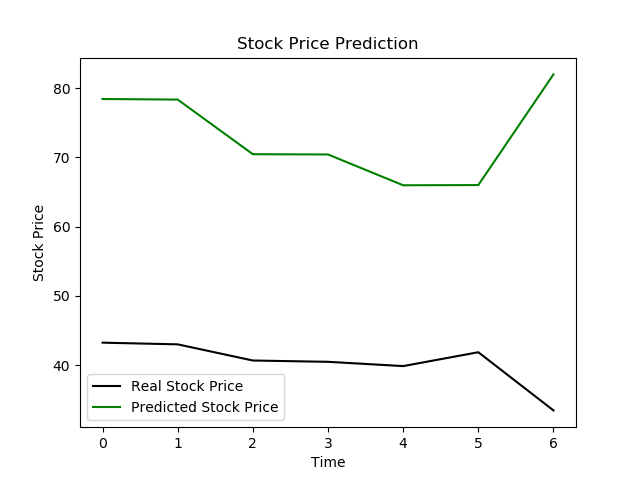 Stock Price Prediction
Stock Price
80
70
60
50
40
Real Stock Price
Predicted Stock Price
0 1 2 3 4 5 6
Time